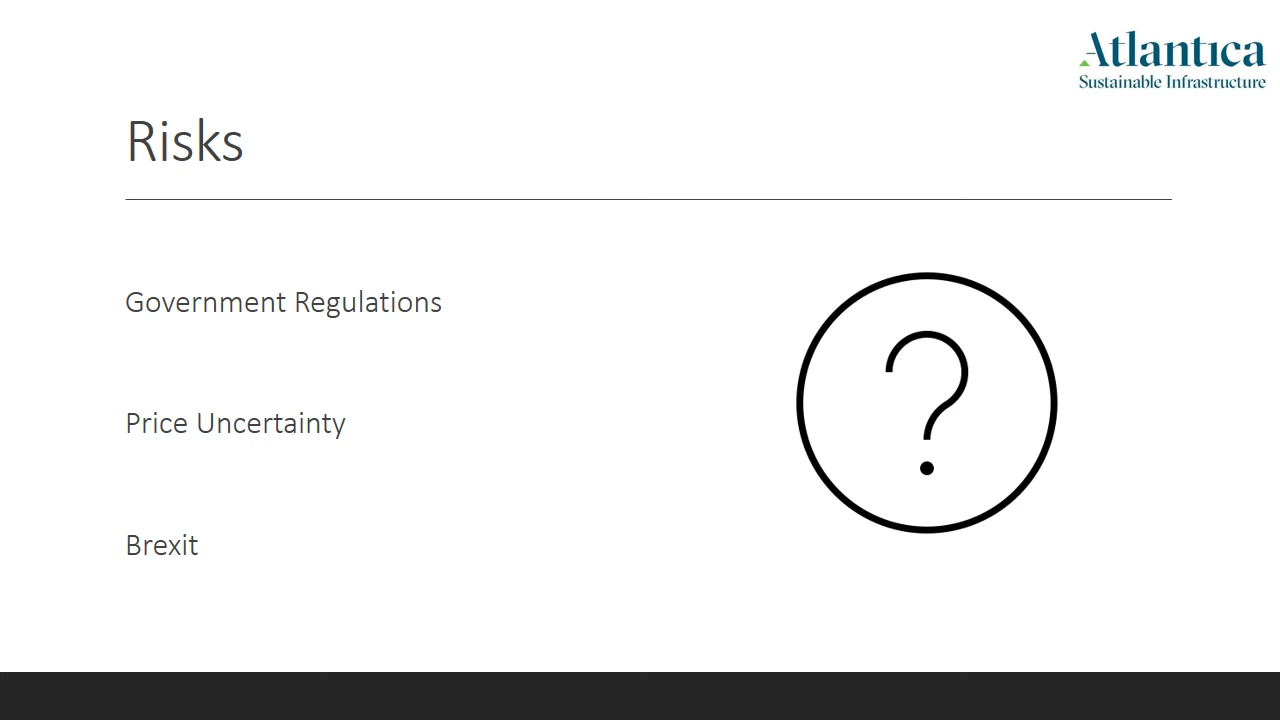 Atlantica
Sustainable Infrastructure
Risks
Government Regulations
Price Uncertainty
Brexit
?